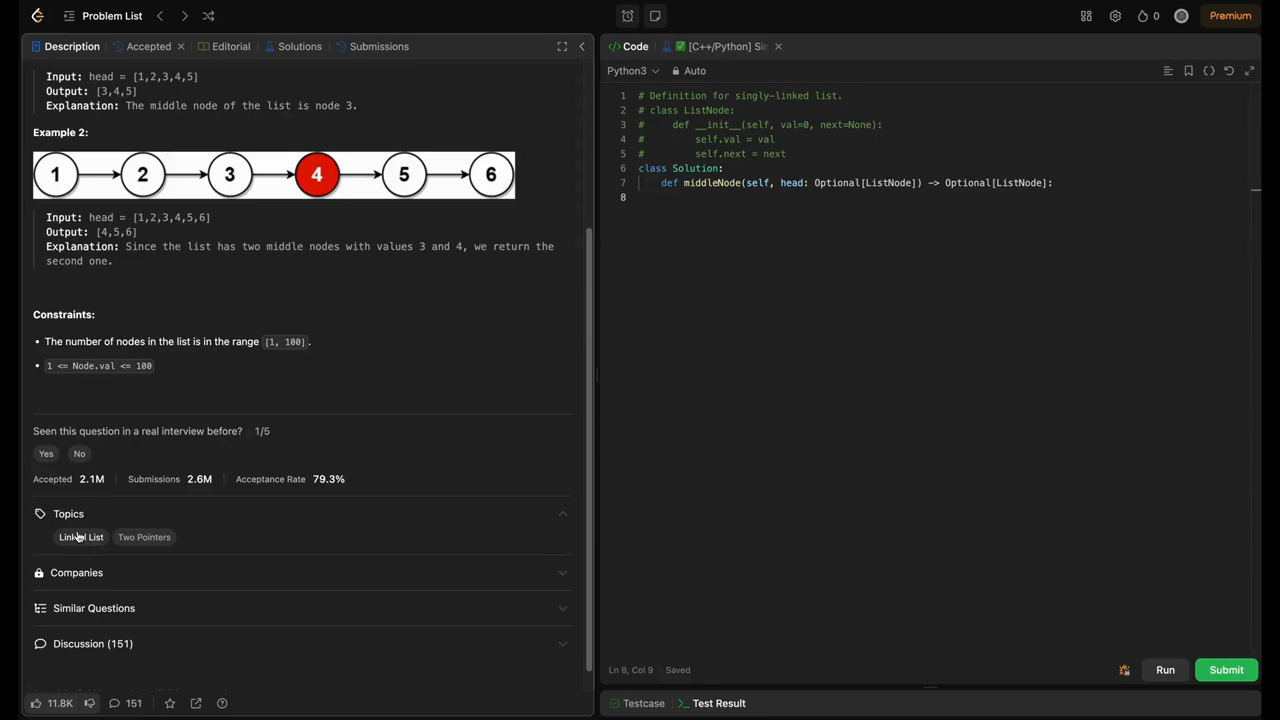 Problem List
0
Premium
Description
Accepted
Editorial
Solutions
Submissions
Input: head = [1,2,3,4,5]
Output: [3,4,5]
Explanation: The middle node of the list is node 3.
Example 2:
1 2 3 4 5 6
Input: head = [1,2,3,4,5,6]
Output: [4,5,6]
Explanation: Since the list has two middle nodes with values 3 and 4, we return the
second one.
Constraints:
• The number of nodes in the list is in the range [1, 100].
• 1 <= Node.val <= 100
Seen this question in a real interview before? 1/5
Yes No
Accepted 2.1M Submissions 2.6M Acceptance Rate 79.3%
Topics
Linked List Two Pointers
Companies
Similar Questions
Discussion (151)
11.8K 151
</> Code [C++/Python] Sin
Python3 Auto
1 # Definition for singly-linked list.
2 # class ListNode:
3 #     def __init__(self, val=0, next=None):
4 #         self.val = val
5 #         self.next = next
6 class Solution:
7     def middleNode(self, head: Optional[ListNode]) -> Optional[ListNode]:
8
Ln 8, Col 9 Saved
Run Submit
Testcase >_ Test Result